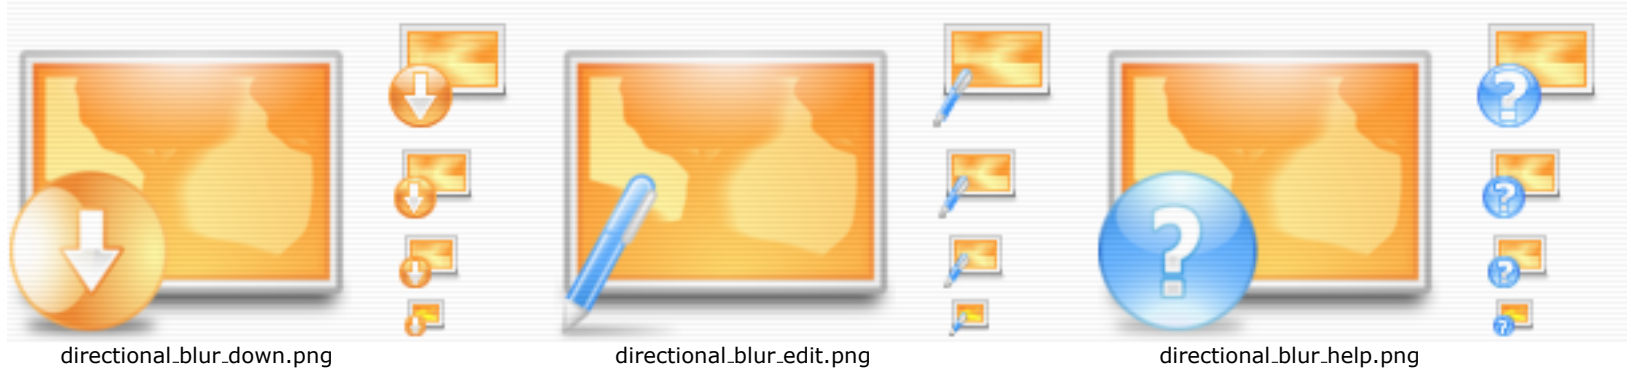 directional_blur_down.png
directional_blur_edit.png
directional_blur_help.png